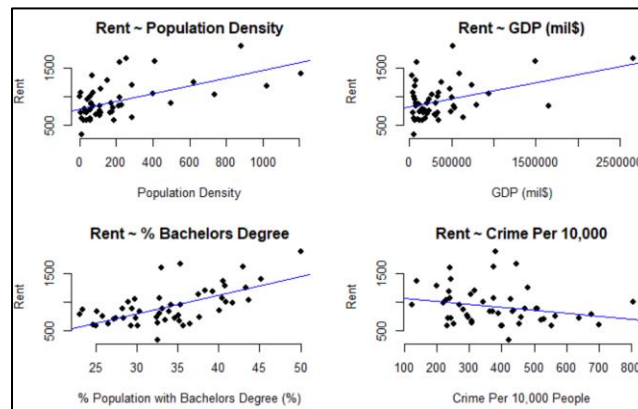 Rent ~ Population Density
Rent
1500
500
0 200 400 600 800 1000
Population Density
Rent ~ GDP (mil$)
Rent
1500
500
0 500000 1500000 2500000
GDP (mil$)
Rent ~ % Bachelors Degree
Rent
1500
500
25 30 35 40 45 50
% Population with Bachelors Degree (%)
Rent ~ Crime Per 10,000
Rent
1500
500
100 200 300 400 500 600 700 800
Crime Per 10,000 People